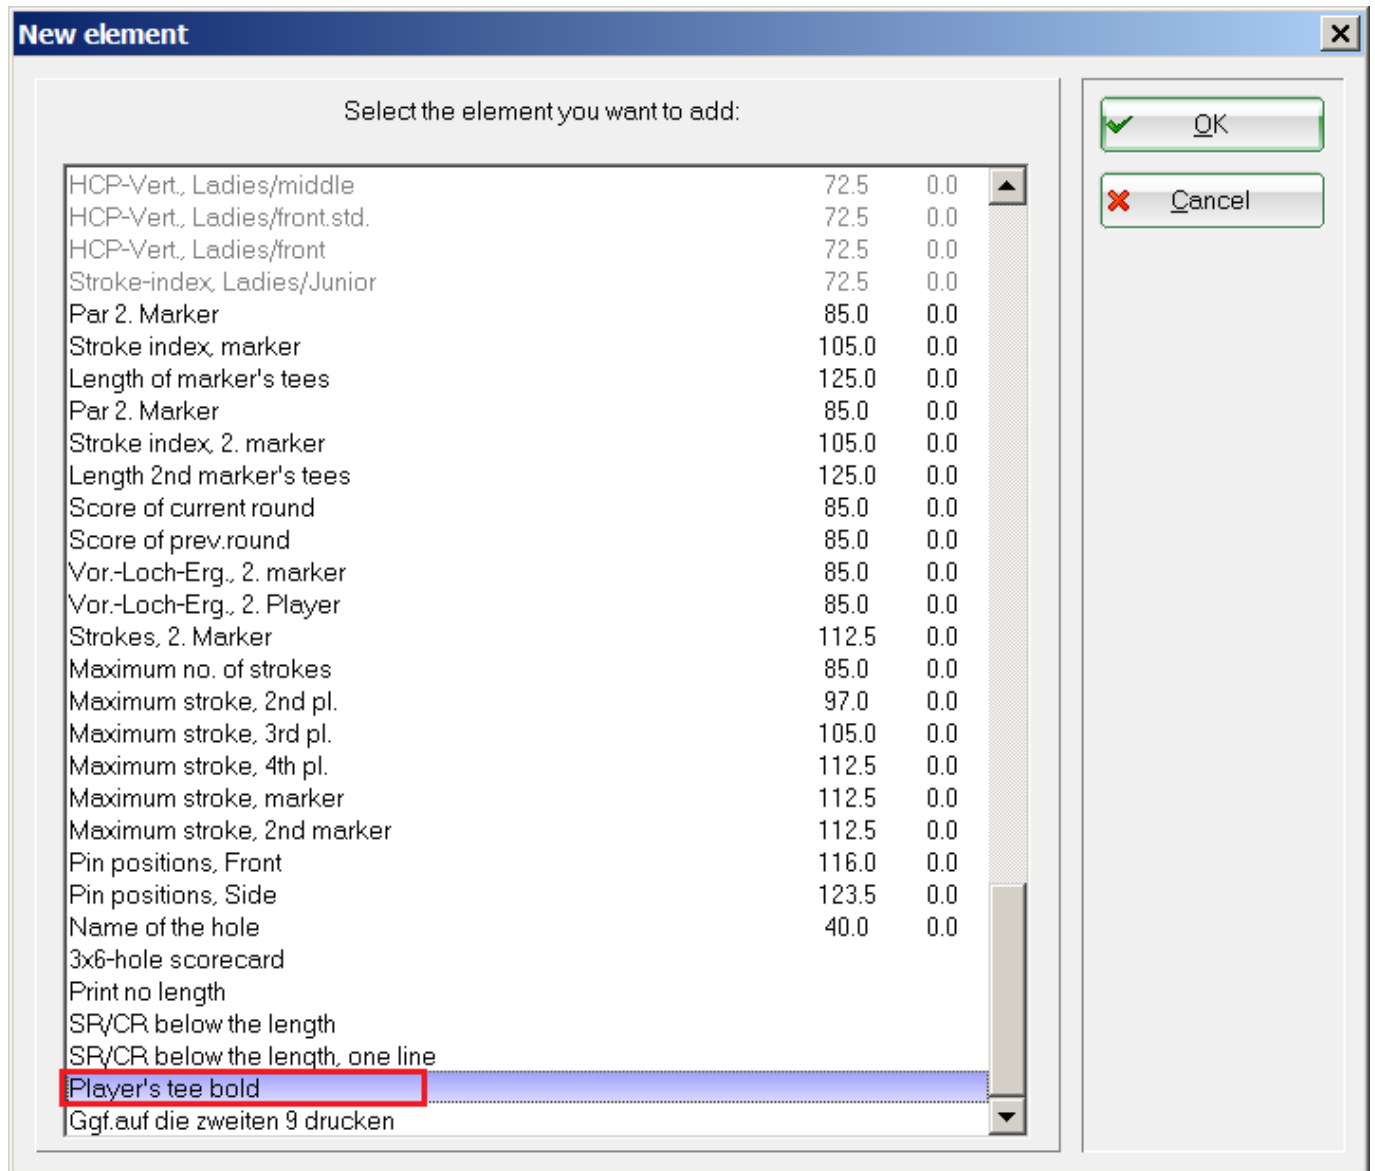 New element
Select the element you want to add:
OK
Cancel
HCP-Vert., Ladies/middle 72.5 0.0
HCP-Vert., Ladies/front.std. 72.5 0.0
HCP-Vert., Ladies/front 72.5 0.0
Stroke-index, Ladies/Junior 72.5 0.0
Par 2. Marker 85.0 0.0
Stroke index, marker 105.0 0.0
Length of marker's tees 125.0 0.0
Par 2. Marker 85.0 0.0
Stroke index, 2. marker 105.0 0.0
Length 2nd marker's tees 125.0 0.0
Score of current round 85.0 0.0
Score of prev.round 85.0 0.0
Vor.-Loch-Erg., 2. marker 85.0 0.0
Vor.-Loch-Erg., 2. Player 85.0 0.0
Strokes, 2. Marker 112.5 0.0
Maximum no. of strokes 85.0 0.0
Maximum stroke, 2nd pl. 97.0 0.0
Maximum stroke, 3rd pl. 105.0 0.0
Maximum stroke, 4th pl. 112.5 0.0
Maximum stroke, marker 112.5 0.0
Maximum stroke, 2nd marker 112.5 0.0
Pin positions, Front 116.0 0.0
Pin positions, Side 123.5 0.0
Name of the hole 40.0 0.0
3x6-hole scorecard
Print no length
SR/CR below the length
SR/CR below the length, one line
Player's tee bold
Ggf.auf die zweiten 9 drucken